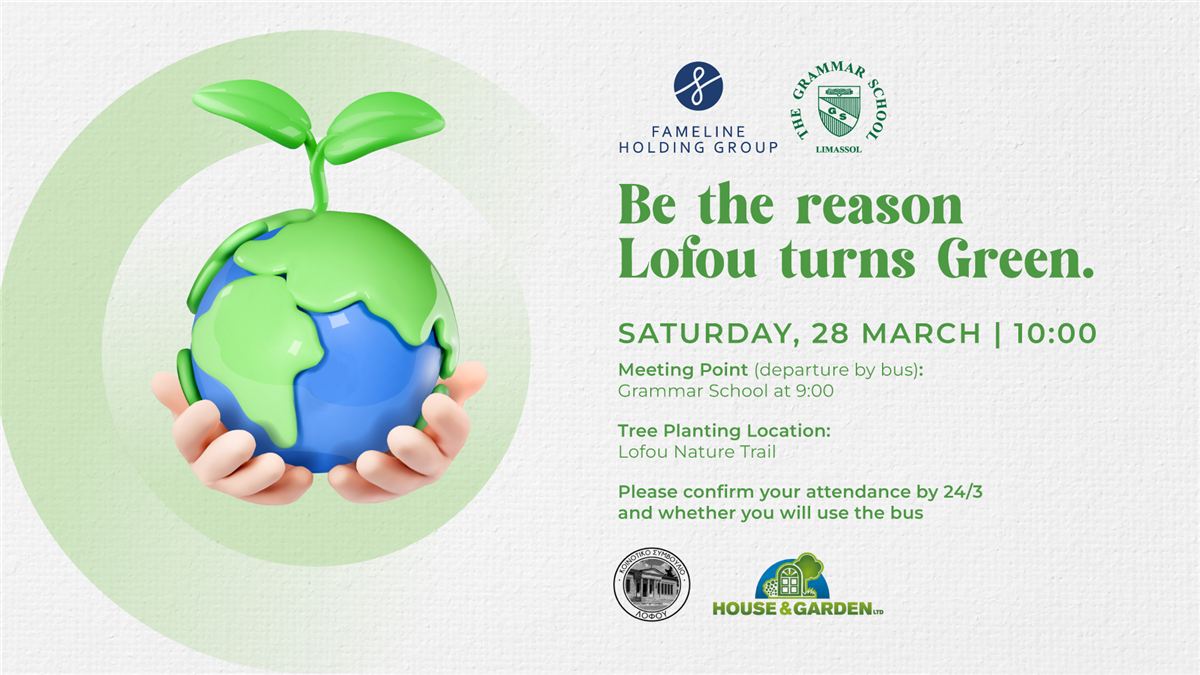 FAMELINE
HOLDING GROUP
THE GRAMMAR SCHOOL
GS
LIMASSOL
Be the reason
Lofou turns Green.
SATURDAY, 28 MARCH | 10:00
Meeting Point (departure by bus):
Grammar School at 9:00
Tree Planting Location:
Lofou Nature Trail
Please confirm your attendance by 24/3
and whether you will use the bus
ΚΟΙΝΟΤΙΚΟ ΣΥΜΒΟΥΛΙΟ
ΛΟΦΟΥ
HOUSE & GARDEN LTD